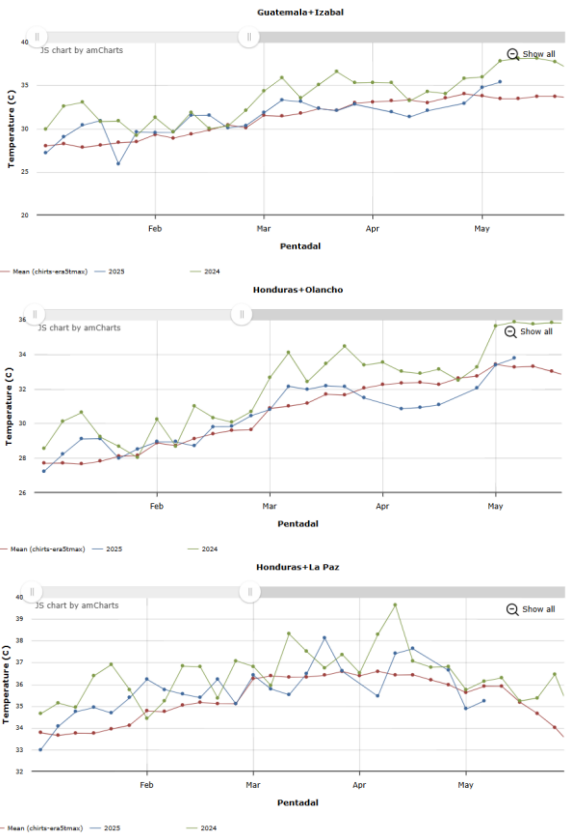 Guatemala+Izabal
JS chart by amCharts
Show all
Temperature (C)
40
35
30
25
20
Feb
Mar
Apr
May
Pentadal
Mean (chirts-era5tmax)
2025
2024
Honduras+Olancho
JS chart by amCharts
Show all
Temperature (C)
36
34
32
30
28
26
Feb
Mar
Apr
May
Pentadal
Mean (chirts-era5tmax)
2025
2024
Honduras+La Paz
JS chart by amCharts
Show all
Temperature (C)
40
39
38
37
36
35
34
33
32
Feb
Mar
Apr
May
Pentadal
Mean (chirts-era5tmax)
2025
2024